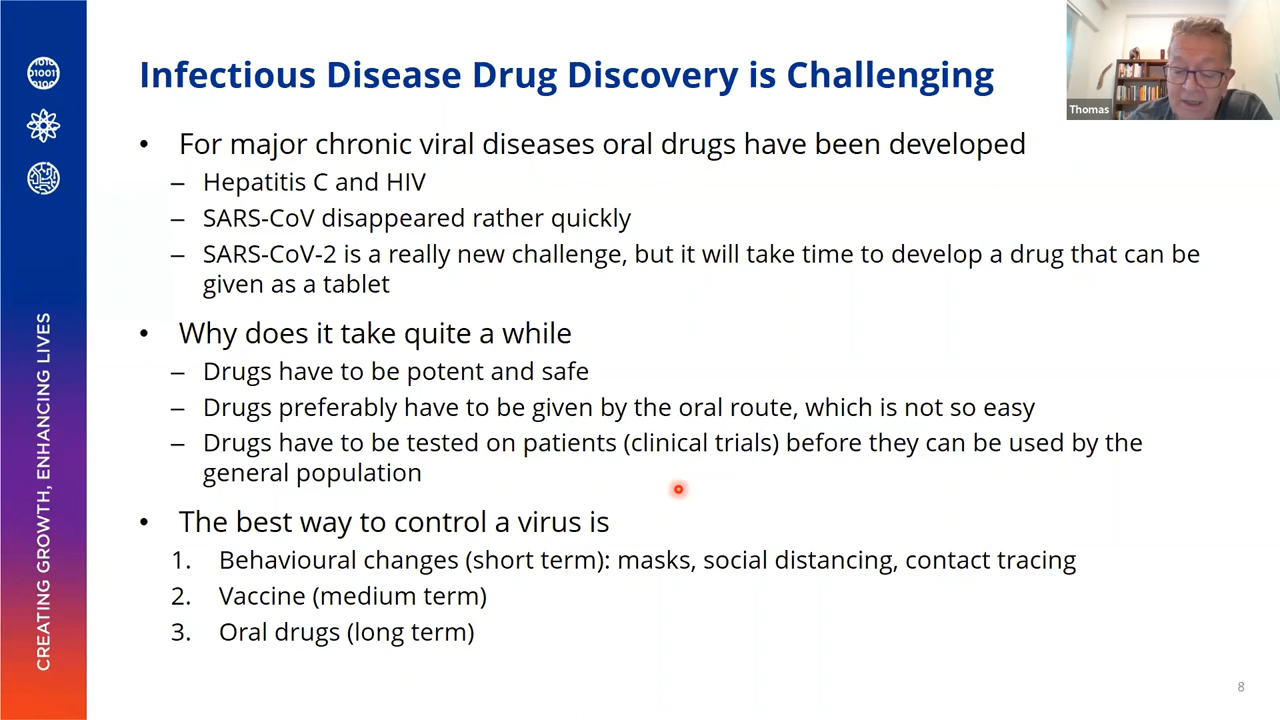 Infectious Disease Drug Discovery is Challenging
Thomas
• For major chronic viral diseases oral drugs have been developed
– Hepatitis C and HIV
– SARS-CoV disappeared rather quickly
– SARS-CoV-2 is a really new challenge, but it will take time to develop a drug that can be
given as a tablet
• Why does it take quite a while
– Drugs have to be potent and safe
– Drugs preferably have to be given by the oral route, which is not so easy
– Drugs have to be tested on patients (clinical trials) before they can be used by the
general population
• The best way to control a virus is
1. Behavioural changes (short term): masks, social distancing, contact tracing
2. Vaccine (medium term)
3. Oral drugs (long term)
CREATING GROWTH, ENHANCING LIVES
8